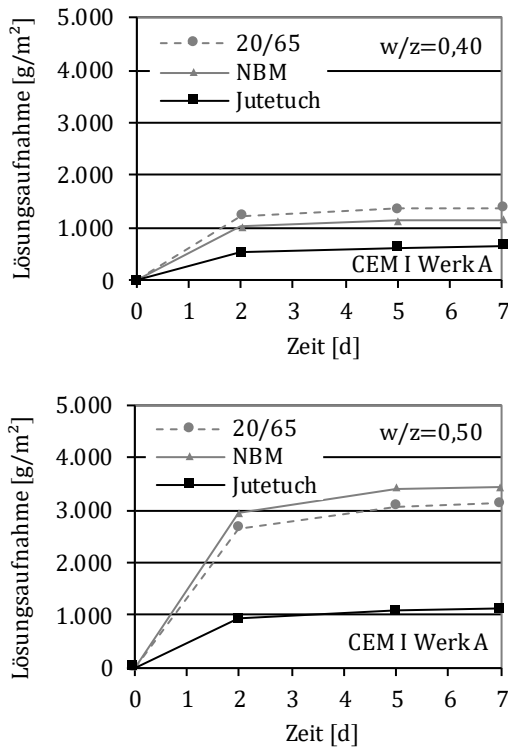 Lösungsaufnahme [g/m²]
5.000
4.000
3.000
2.000
1.000
0
20/65
NBM
Jutetuch
w/z=0,40
CEM I Werk A
0 1 2 3 4 5 6 7
Zeit [d]
Lösungsaufnahme [g/m²]
5.000
4.000
3.000
2.000
1.000
0
20/65
NBM
Jutetuch
w/z=0,50
CEM I Werk A
0 1 2 3 4 5 6 7
Zeit [d]